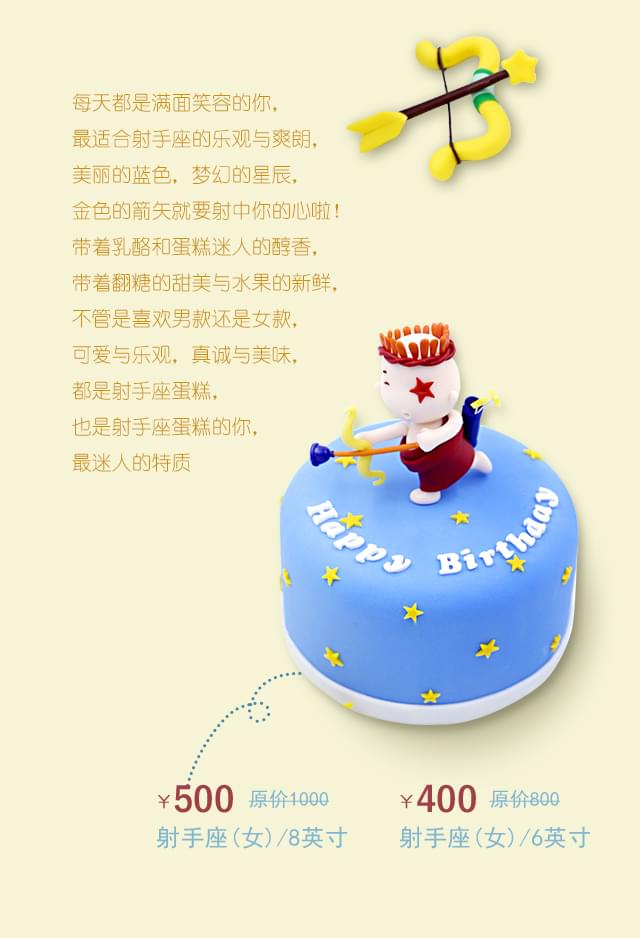 每天都是满面笑容的你，
最适合射手座的乐观与爽朗，
美丽的蓝色，梦幻的星辰，
金色的箭矢就要射中你的心啦！
带着乳酪和蛋糕迷人的醇香，
带着翻糖的甜美与水果的新鲜，
不管是喜欢男款还是女款，
可爱与乐观，真诚与美味，
都是射手座蛋糕，
也是射手座蛋糕的你，
最迷人的特质
Happy Birthday
¥500 原价1000
射手座(女)/8英寸
¥400 原价800
射手座(女)/6英寸